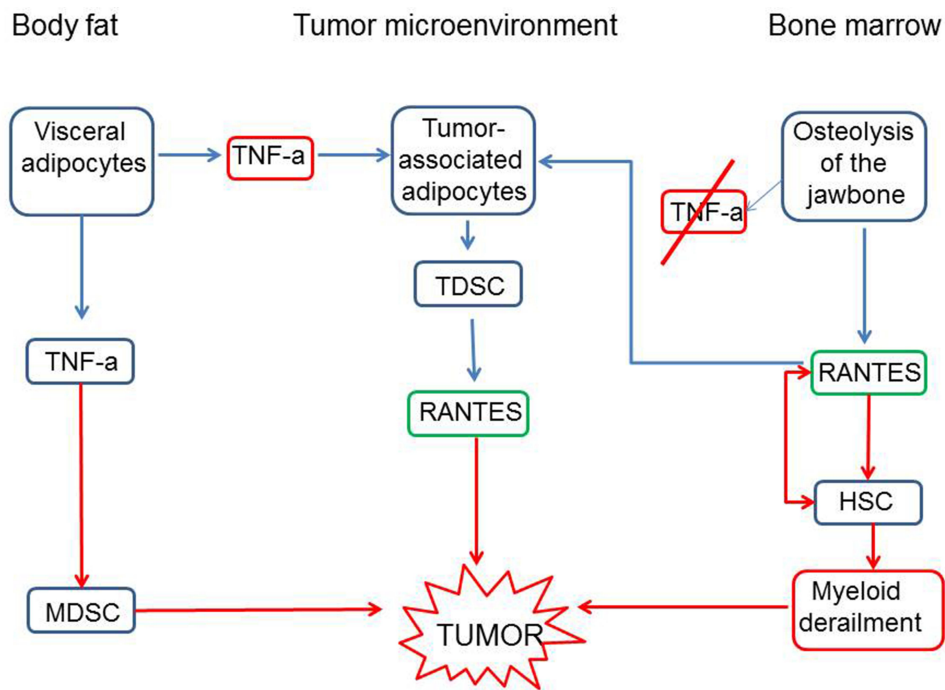 Body fat
Tumor microenvironment
Bone marrow
Visceral
adipocytes
TNF-a
Tumor-
associated
adipocytes
Osteolysis
of the
jawbone
TNF-a
TDSC
TNF-a
RANTES
RANTES
HSC
MDSC
TUMOR
Myeloid
derailment